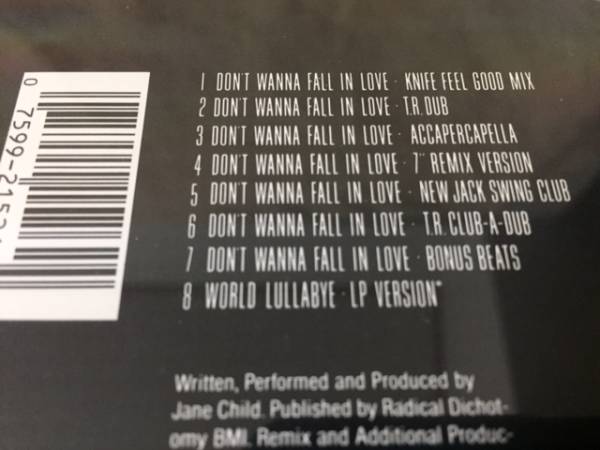 1 DON'T WANNA FALL IN LOVE · KNIFE FEEL GOOD MIX
2 DON'T WANNA FALL IN LOVE · T.R. DUB
3 DON'T WANNA FALL IN LOVE · ACCAPERCAPELLA
4 DON'T WANNA FALL IN LOVE · 7" REMIX VERSION
5 DON'T WANNA FALL IN LOVE · NEW JACK SWING CLUB
6 DON'T WANNA FALL IN LOVE · T.R. CLUB-A-DUB
7 DON'T WANNA FALL IN LOVE · BONUS BEATS
8 WORLD LULLABYE · LP VERSION*
Written, Performed and Produced by
Jane Child. Published by Radical Dichot-
omy BMI. Remix and Additional Produc-
0 7599-